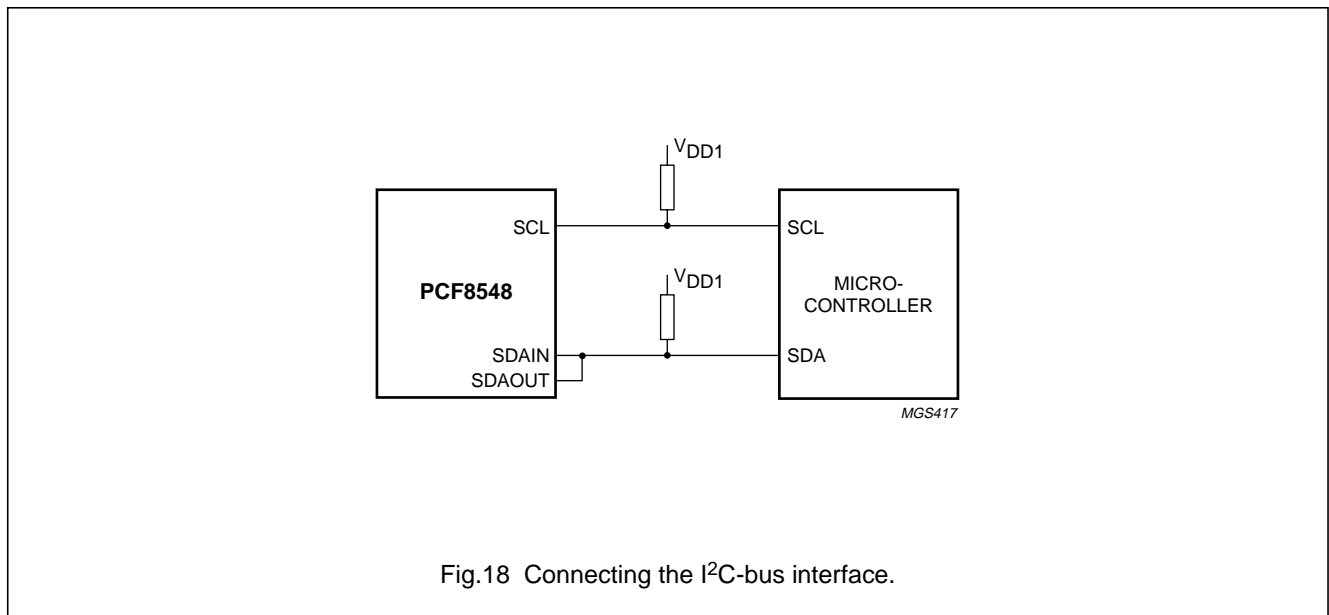 VDD1
SCL
SCL
PCF8548
VDD1
MICRO-
CONTROLLER
SDAIN
SDA
SDAOUT
MGS417
Fig.18 Connecting the I²C-bus interface.